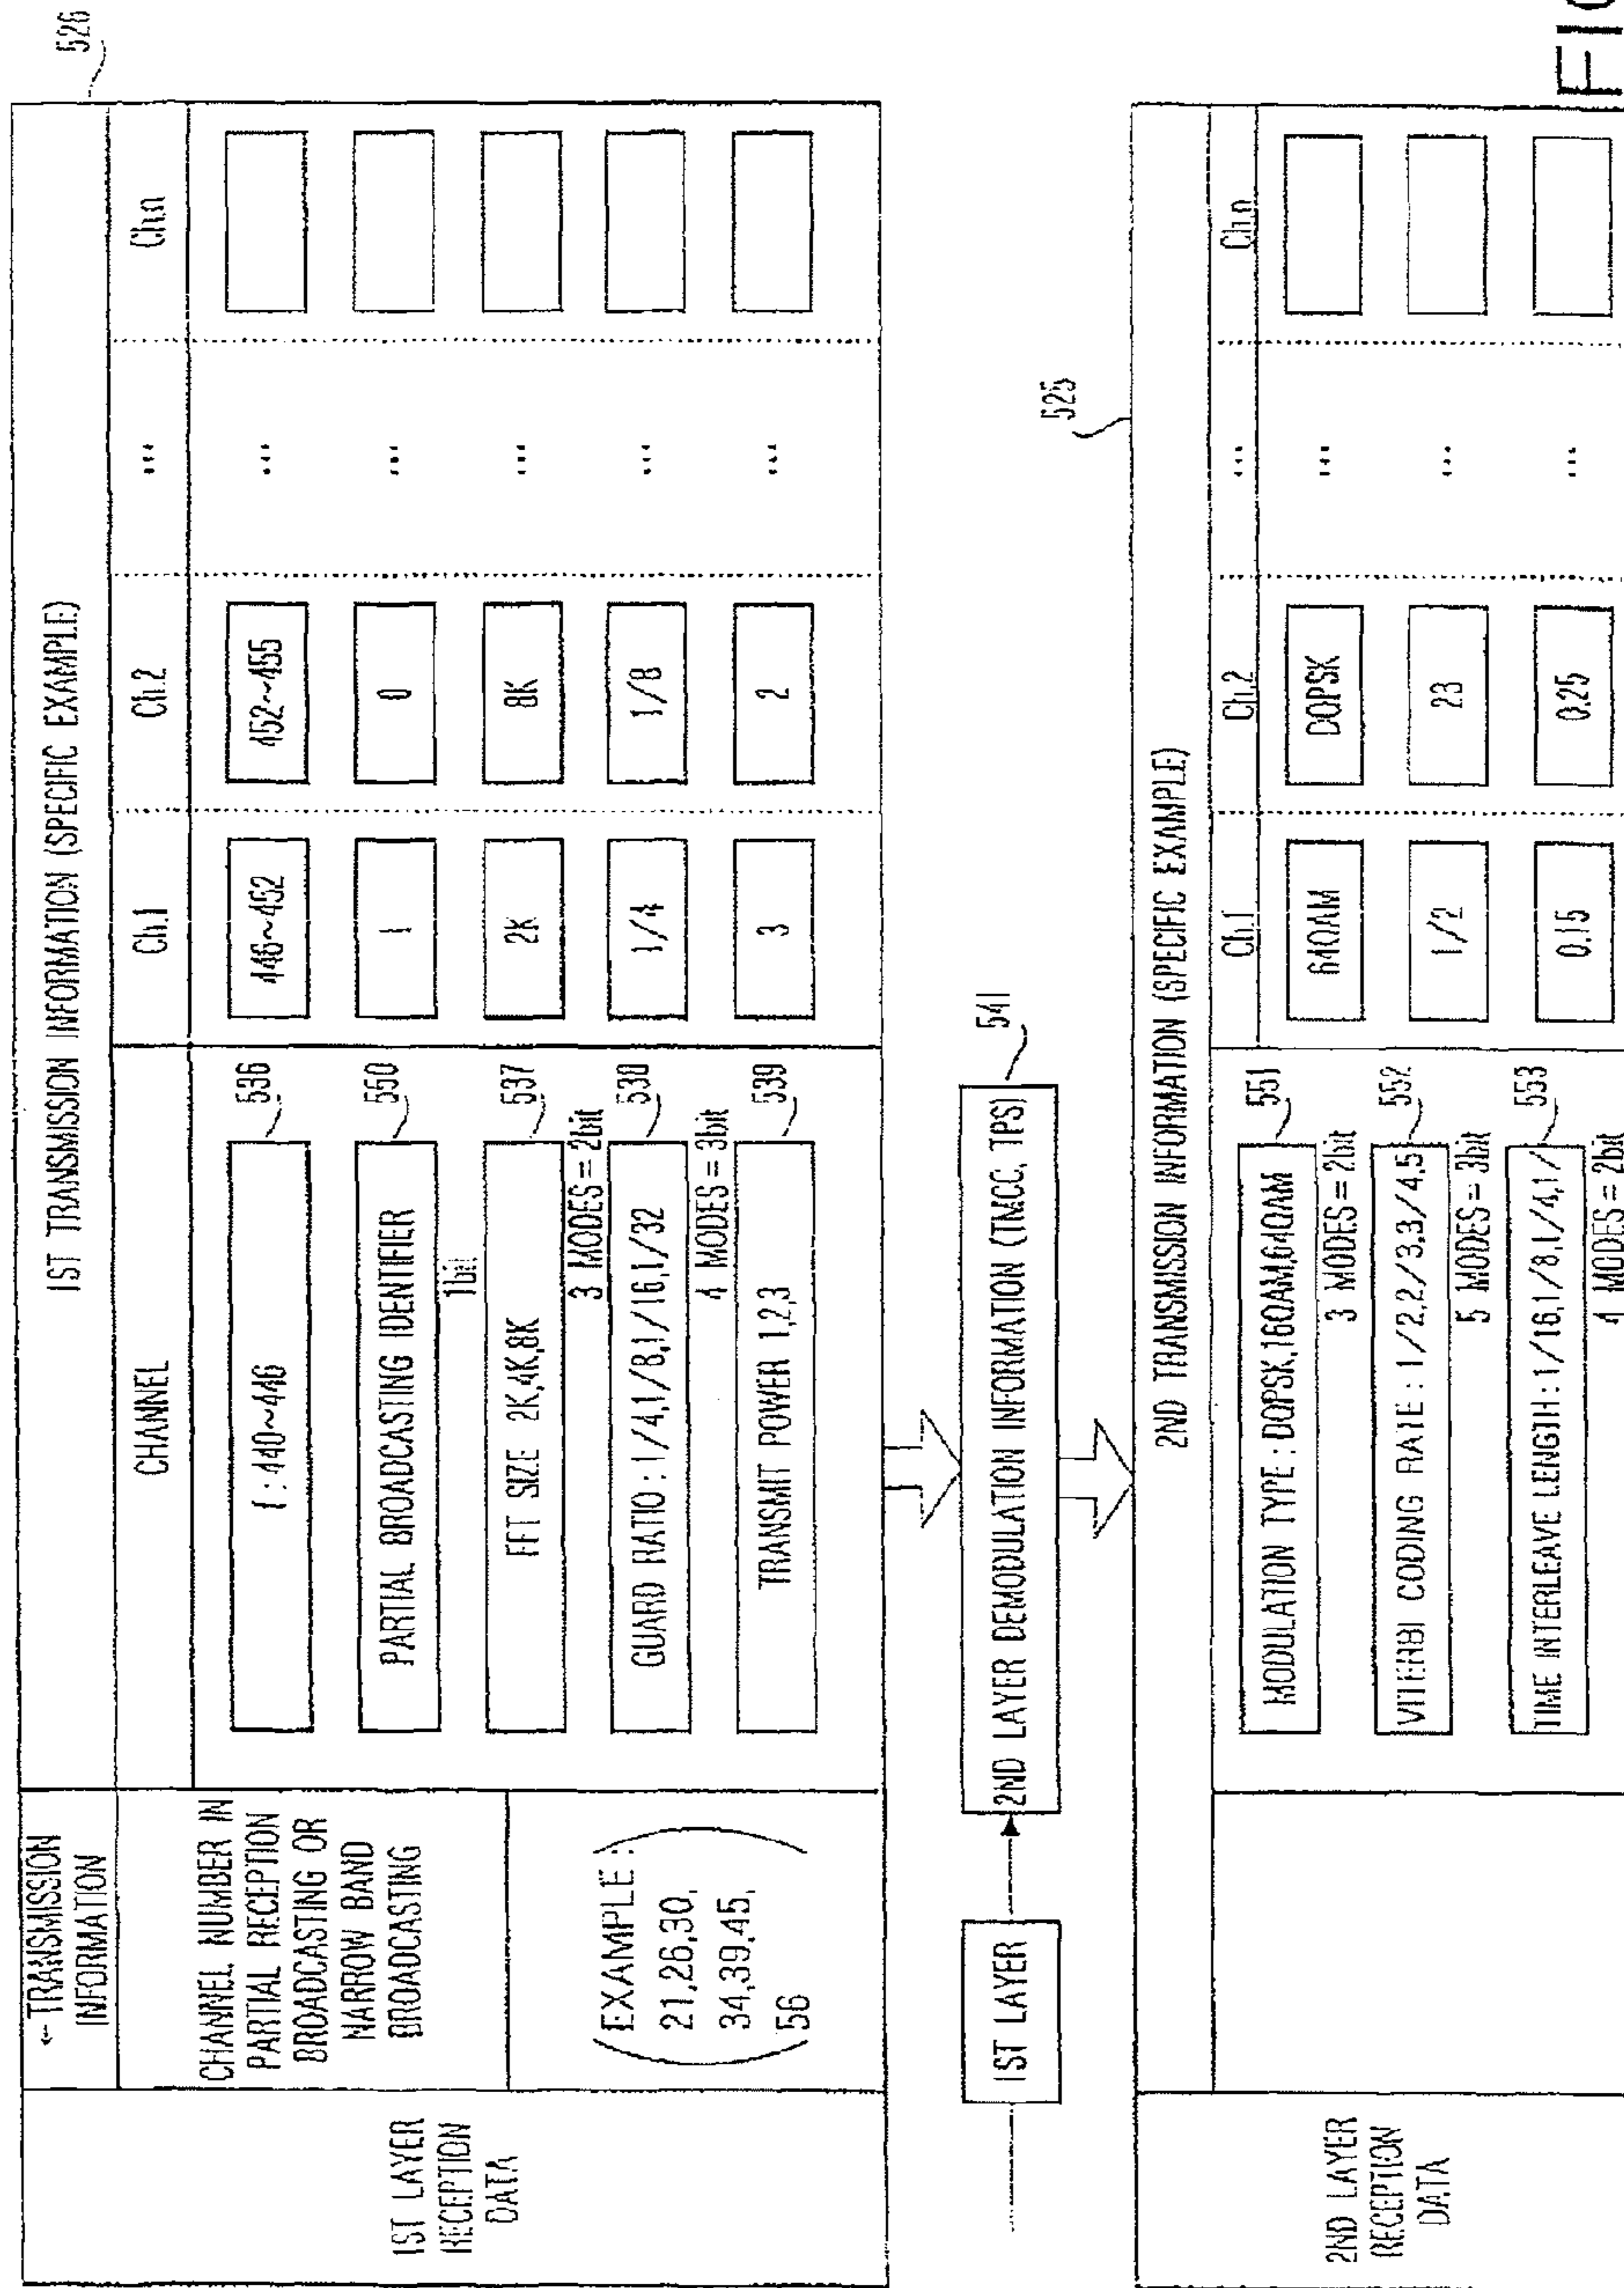 1ST TRANSMISSION INFORMATION (SPECIFIC EXAMPLE)
526
← TRANSMISSION
INFORMATION
CHANNEL
Ch.1
Ch.2
...
Ch.n
1ST LAYER
RECEPTION
DATA
CHANNEL NUMBER IN
PARTIAL RECEPTION
BROADCASTING OR
NARROW BAND
BROADCASTING
(EXAMPLE:
21,26,30,
34,39,45,
56)
f : 440~446
536
446~452
452~455
...
PARTIAL BROADCASTING IDENTIFIER
550
1bit
1
0
...
FFT SIZE 2K,4K,8K
537
3 MODES=2bit
2K
8K
...
GUARD RATIO : 1/4,1/8,1/16,1/32
538
4 MODES=3bit
1/4
1/8
...
TRANSMIT POWER 1,2,3
539
3
2
...
1ST LAYER
2ND LAYER DEMODULATION INFORMATION (TMCC, TPS)
541
525
2ND TRANSMISSION INFORMATION (SPECIFIC EXAMPLE)
Ch.1
Ch.2
...
Ch.n
2ND LAYER
RECEPTION
DATA
MODULATION TYPE : DQPSK,16QAM,64QAM
551
3 MODES=2bit
64QAM
DQPSK
...
VITERBI CODING RATE : 1/2,2/3,3/4,5
552
5 MODES=3bit
1/2
23
...
TIME INTERLEAVE LENGTH : 1/16,1/8,1/4,1/
553
4 MODES=2bit
0.15
0.25
...